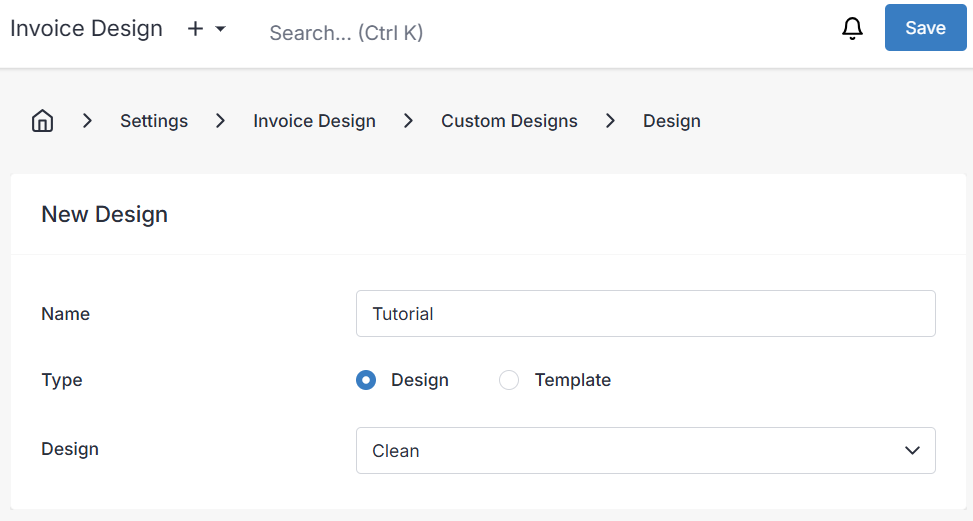 Invoice Design Search... (Ctrl K) Save
Settings Invoice Design Custom Designs Design
New Design
Name Tutorial
Type Design Template
Design Clean